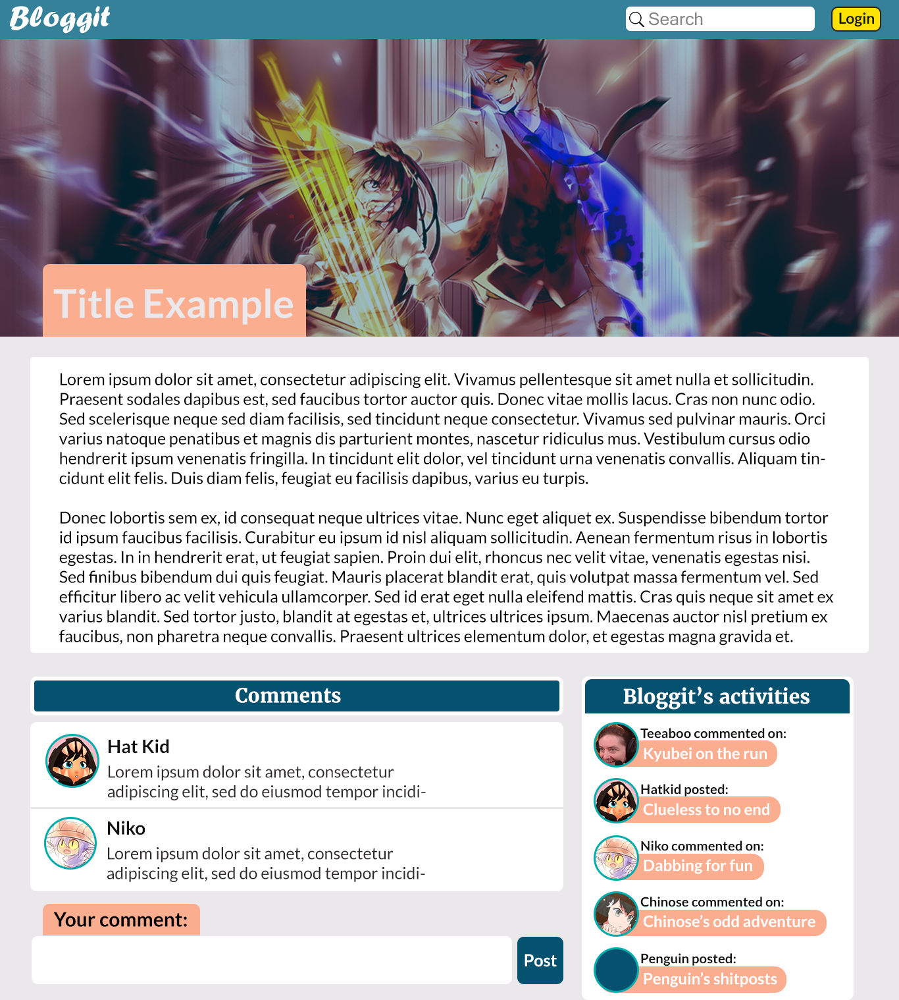 Bloggit
Search
Login
Title Example
Lorem ipsum dolor sit amet, consectetur adipiscing elit. Vivamus pellentesque sit amet nulla et sollicitudin.
Praesent sodales dapibus est, sed faucibus tortor auctor quis. Donec vitae mollis lacus. Cras non nunc odio.
Sed scelerisque neque sed diam facilisis, sed tincidunt neque consectetur. Vivamus sed pulvinar mauris. Orci
varius natoque penatibus et magnis dis parturient montes, nascetur ridiculus mus. Vestibulum cursus odio
hendrerit ipsum venenatis fringilla. In tincidunt elit dolor, vel tincidunt urna venenatis convallis. Aliquam tin-
cidunt elit felis. Duis diam felis, feugiat eu facilisis dapibus, varius eu turpis.
Donec lobortis sem ex, id consequat neque ultrices vitae. Nunc eget aliquet ex. Suspendisse bibendum tortor
id ipsum faucibus facilisis. Curabitur eu ipsum id nisl aliquam sollicitudin. Aenean fermentum risus in lobortis
egestas. In in hendrerit erat, ut feugiat sapien. Proin dui elit, rhoncus nec velit vitae, venenatis egestas nisi.
Sed finibus bibendum dui quis feugiat. Mauris placerat blandit erat, quis volutpat massa fermentum vel. Sed
efficitur libero ac velit vehicula ullamcorper. Sed id erat eget nulla eleifend mattis. Cras quis neque sit amet ex
varius blandit. Sed tortor justo, blandit at egestas et, ultrices ultrices ipsum. Maecenas auctor nisl pretium ex
faucibus, non pharetra neque convallis. Praesent ultrices elementum dolor, et egestas magna gravida et.
Comments
Hat Kid
Lorem ipsum dolor sit amet, consectetur
adipiscing elit, sed do eiusmod tempor incidi-
Niko
Lorem ipsum dolor sit amet, consectetur
adipiscing elit, sed do eiusmod tempor incidi-
Your comment:
Post
Bloggit’s activities
Teeaboo commented on:
Kyubei on the run
Hatkid posted:
Clueless to no end
Niko commented on:
Dabbing for fun
Chinose commented on:
Chinose’s odd adventure
Penguin posted:
Penguin’s shitposts